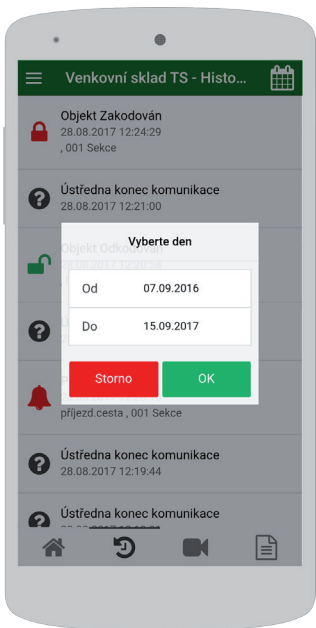 Venkovní sklad TS - Histo...
Objekt Zakodován
28.08.2017 12:24:29
, 001 Sekce
Ústředna konec komunikace
28.08.2017 12:21:00
Vyberte den
Objekt Odkodován
Od 07.09.2016
Do 15.09.2017
Storno OK
příjezd.cesta , 001 Sekce
Ústředna konec komunikace
28.08.2017 12:19:44
Ústředna konec komunikace